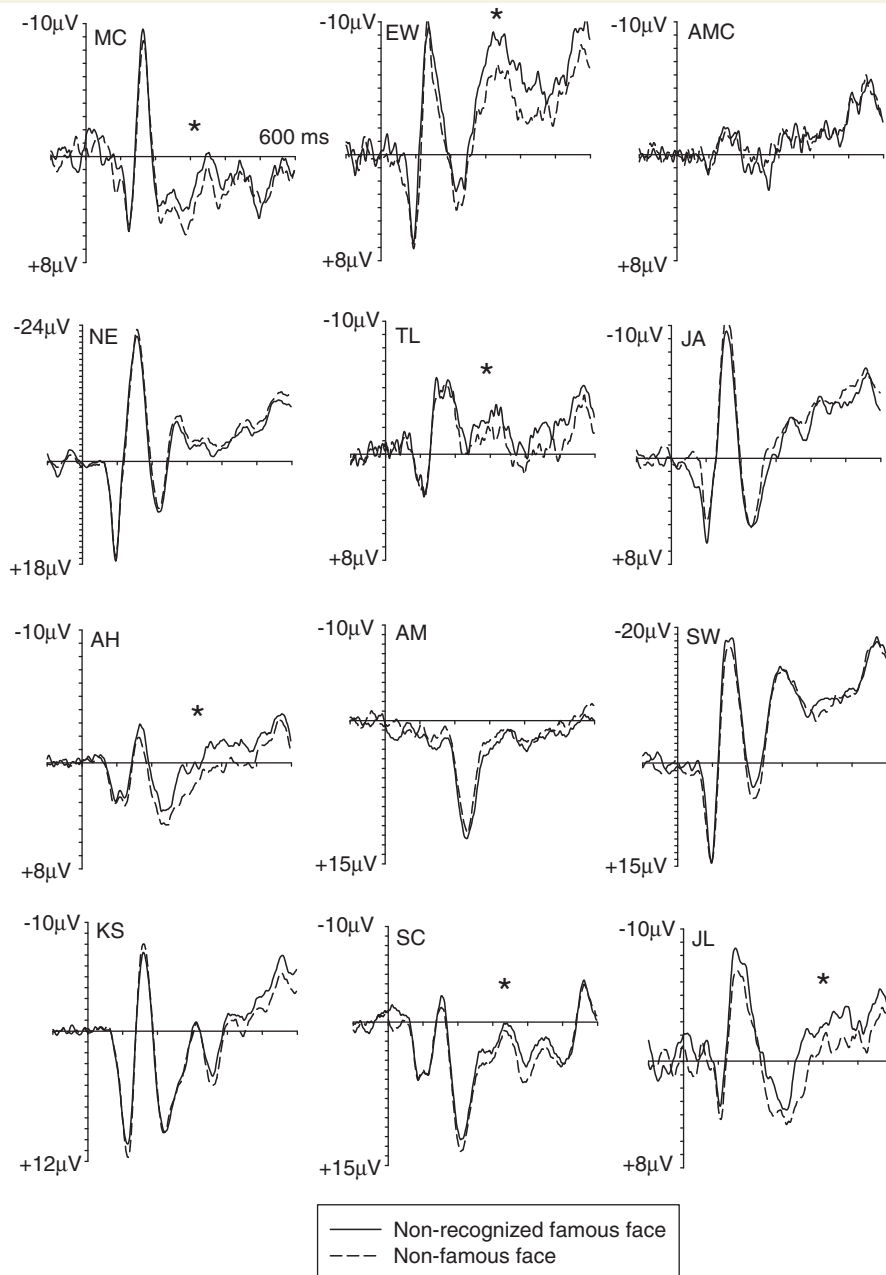 -10μV
MC
*
600 ms
+8μV
-10μV
EW
*
+8μV
-10μV
AMC
+8μV
-24μV
NE
+18μV
-10μV
TL
*
+8μV
-10μV
JA
+8μV
-10μV
AH
*
+8μV
-10μV
AM
+15μV
-20μV
SW
+15μV
-10μV
KS
+12μV
-10μV
SC
*
+15μV
-10μV
JL
*
+8μV
Non-recognized famous face
Non-famous face